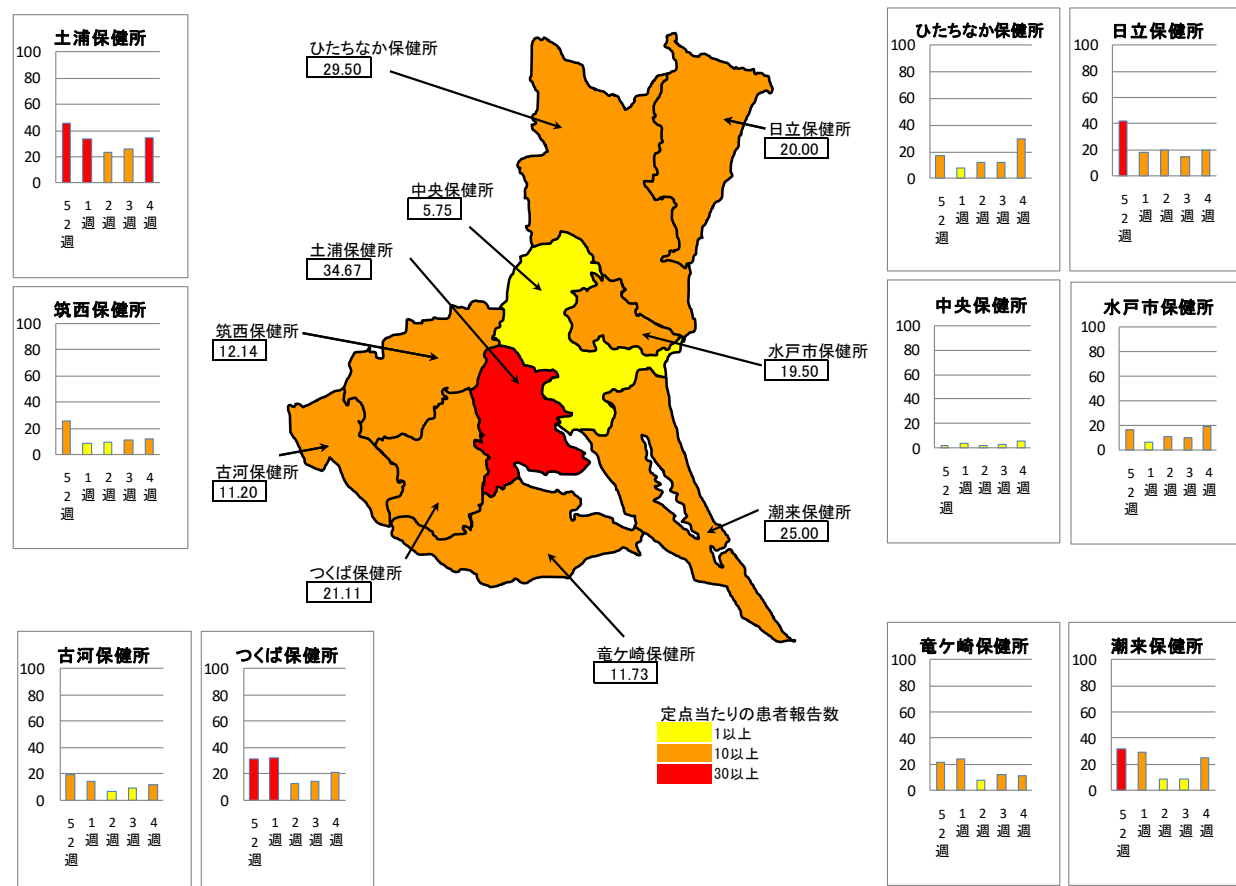 土浦保健所
100
80
60
40
20
0
52週
1週
2週
3週
4週
筑西保健所
100
80
60
40
20
0
52週
1週
2週
3週
4週
古河保健所
100
80
60
40
20
0
52週
1週
2週
3週
4週
つくば保健所
100
80
60
40
20
0
52週
1週
2週
3週
4週
ひたちなか保健所
29.50
日立保健所
20.00
中央保健所
5.75
土浦保健所
34.67
筑西保健所
12.14
水戸市保健所
19.50
古河保健所
11.20
潮来保健所
25.00
つくば保健所
21.11
竜ケ崎保健所
11.73
定点当たりの患者報告数
1以上
10以上
30以上
ひたちなか保健所
100
80
60
40
20
0
52週
1週
2週
3週
4週
日立保健所
100
80
60
40
20
0
52週
1週
2週
3週
4週
中央保健所
100
80
60
40
20
0
52週
1週
2週
3週
4週
水戸市保健所
100
80
60
40
20
0
52週
1週
2週
3週
4週
竜ケ崎保健所
100
80
60
40
20
0
52週
1週
2週
3週
4週
潮来保健所
100
80
60
40
20
0
52週
1週
2週
3週
4週